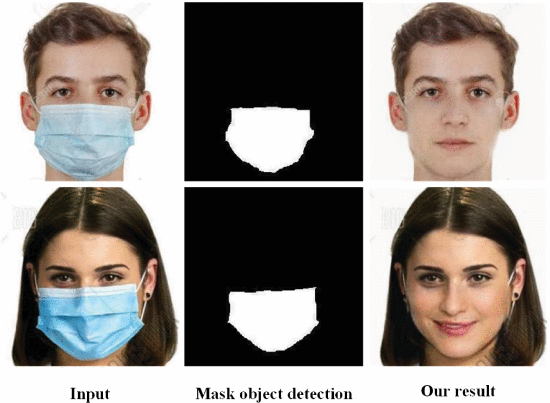 Input
Mask object detection
Our result